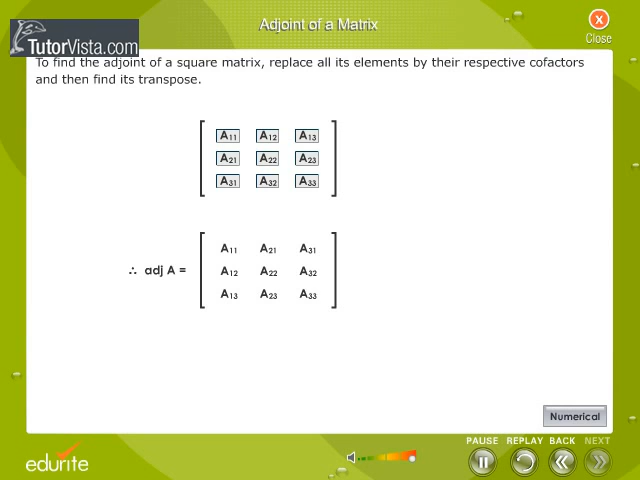 Adjoint of a Matrix
X
Close
TutorVista.com
To find the adjoint of a square matrix, replace all its elements by their respective cofactors
and then find its transpose.
A11 A12 A13
A21 A22 A23
A31 A32 A33
∴ adj A =
A11 A21 A31
A12 A22 A32
A13 A23 A33
Numerical
PAUSE REPLAY BACK NEXT
edurite